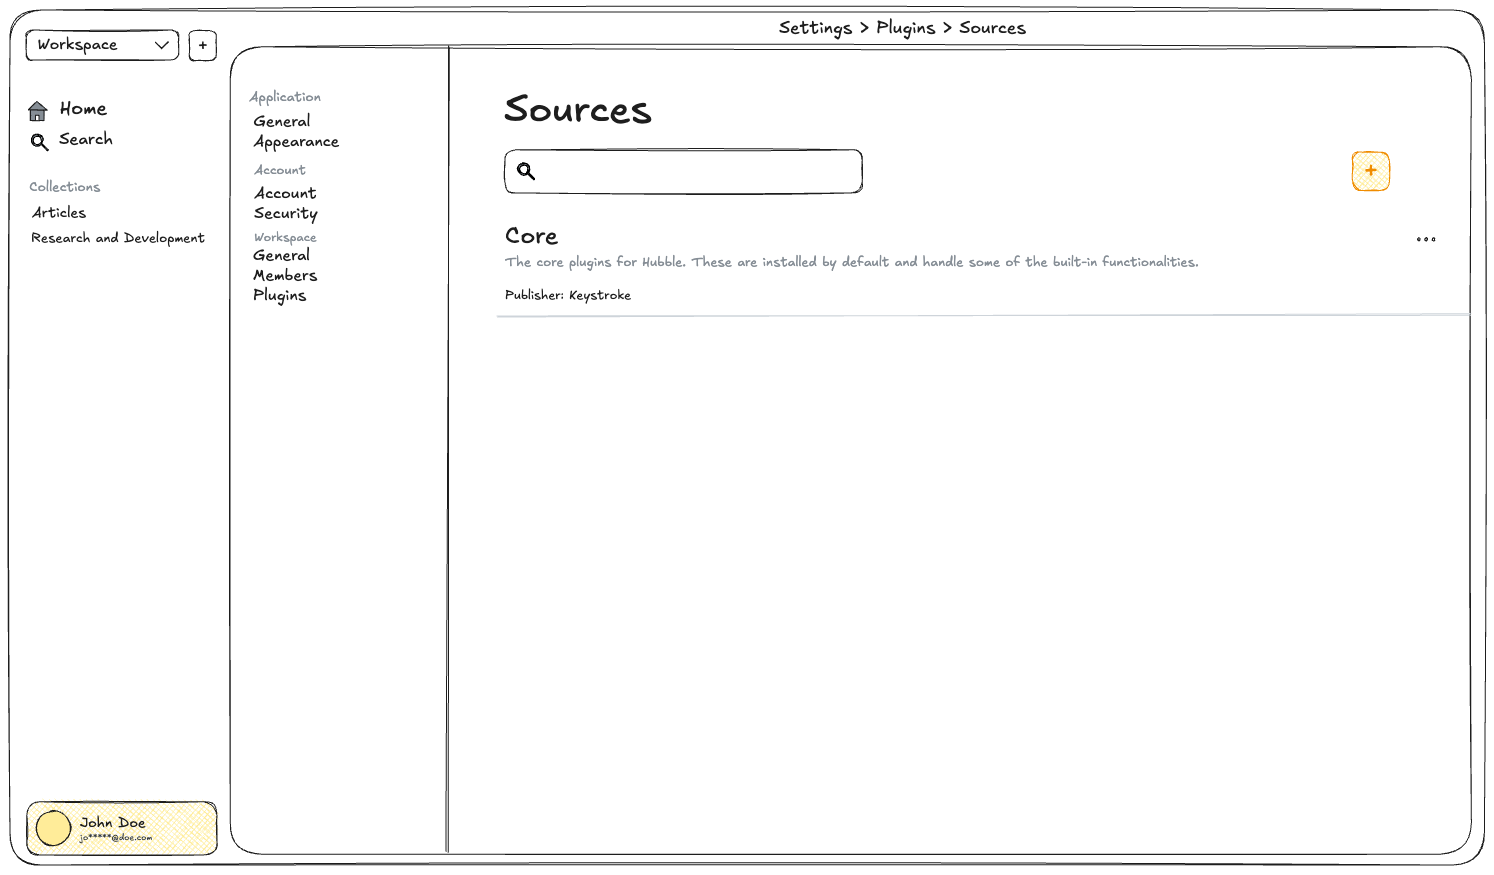 Settings > Plugins > Sources
Workspace
+
Home
Search
Collections
Articles
Research and Development
John Doe
jo*****@doe.com
Application
General
Appearance
Account
Account
Security
Workspace
General
Members
Plugins
Sources
+
Core
The core plugins for Hubble. These are installed by default and handle some of the built-in functionalities.
Publisher: Keystroke